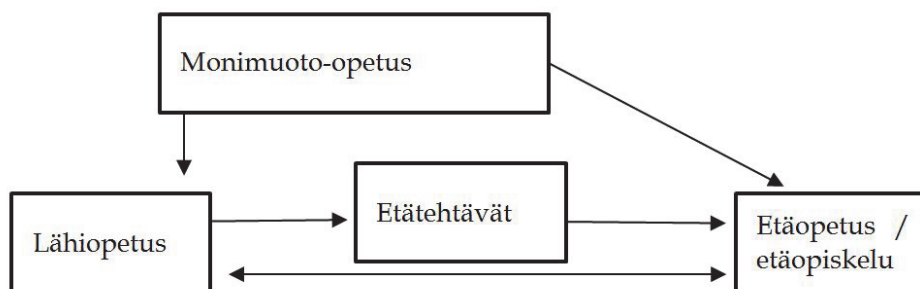 Monimuoto-opetus
Etätehtävät
Lähiopetus
Etäopetus /
etäopiskelu